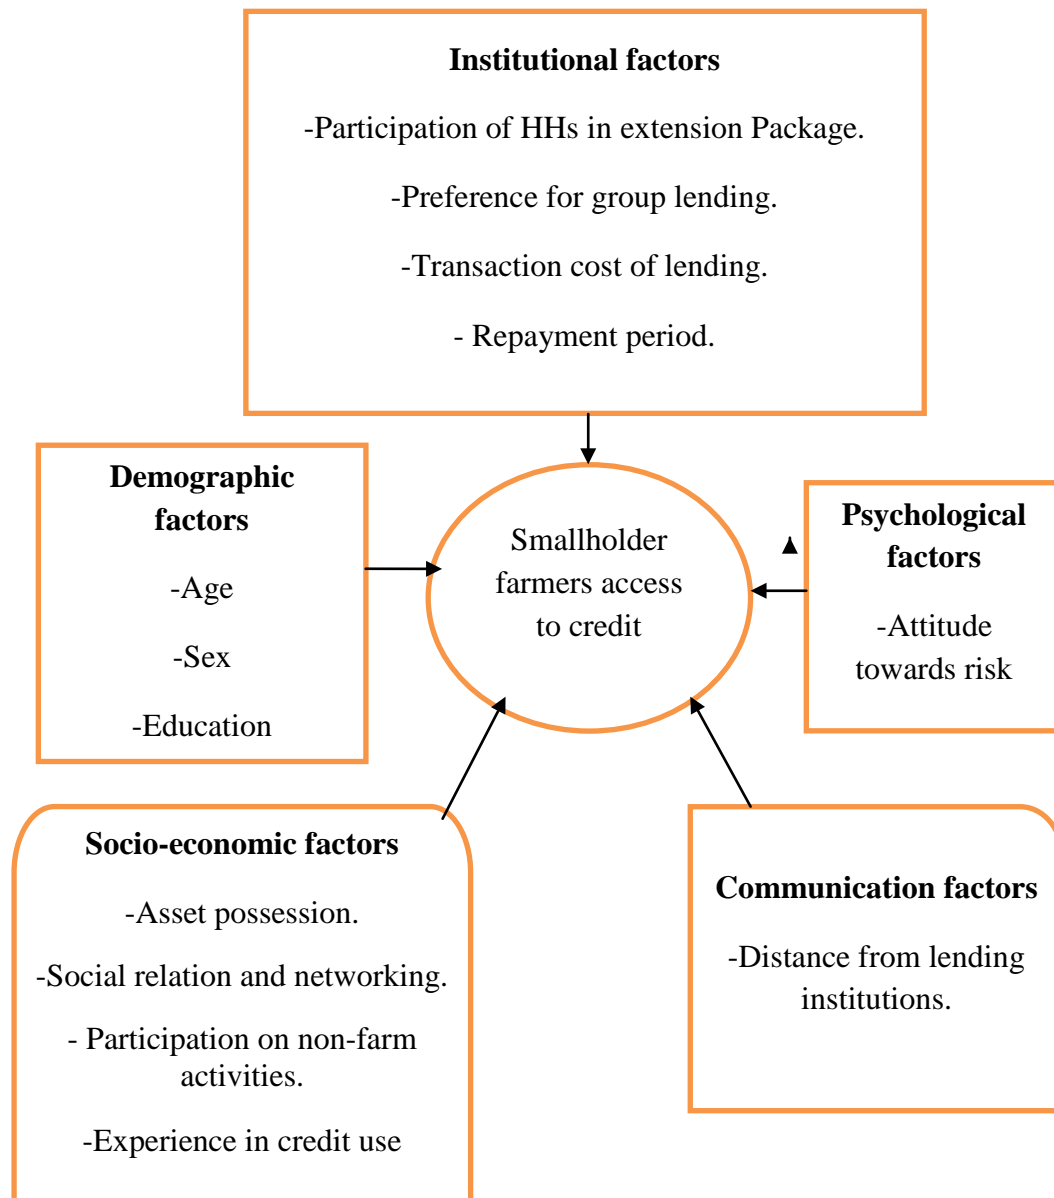 Institutional factors
-Participation of HHs in extension Package.
-Preference for group lending.
-Transaction cost of lending.
- Repayment period.
Demographic
factors
-Age
-Sex
-Education
Smallholder
farmers access
to credit
Psychological
factors
-Attitude
towards risk
Socio-economic factors
-Asset possession.
-Social relation and networking.
- Participation on non-farm
activities.
-Experience in credit use
Communication factors
-Distance from lending
institutions.